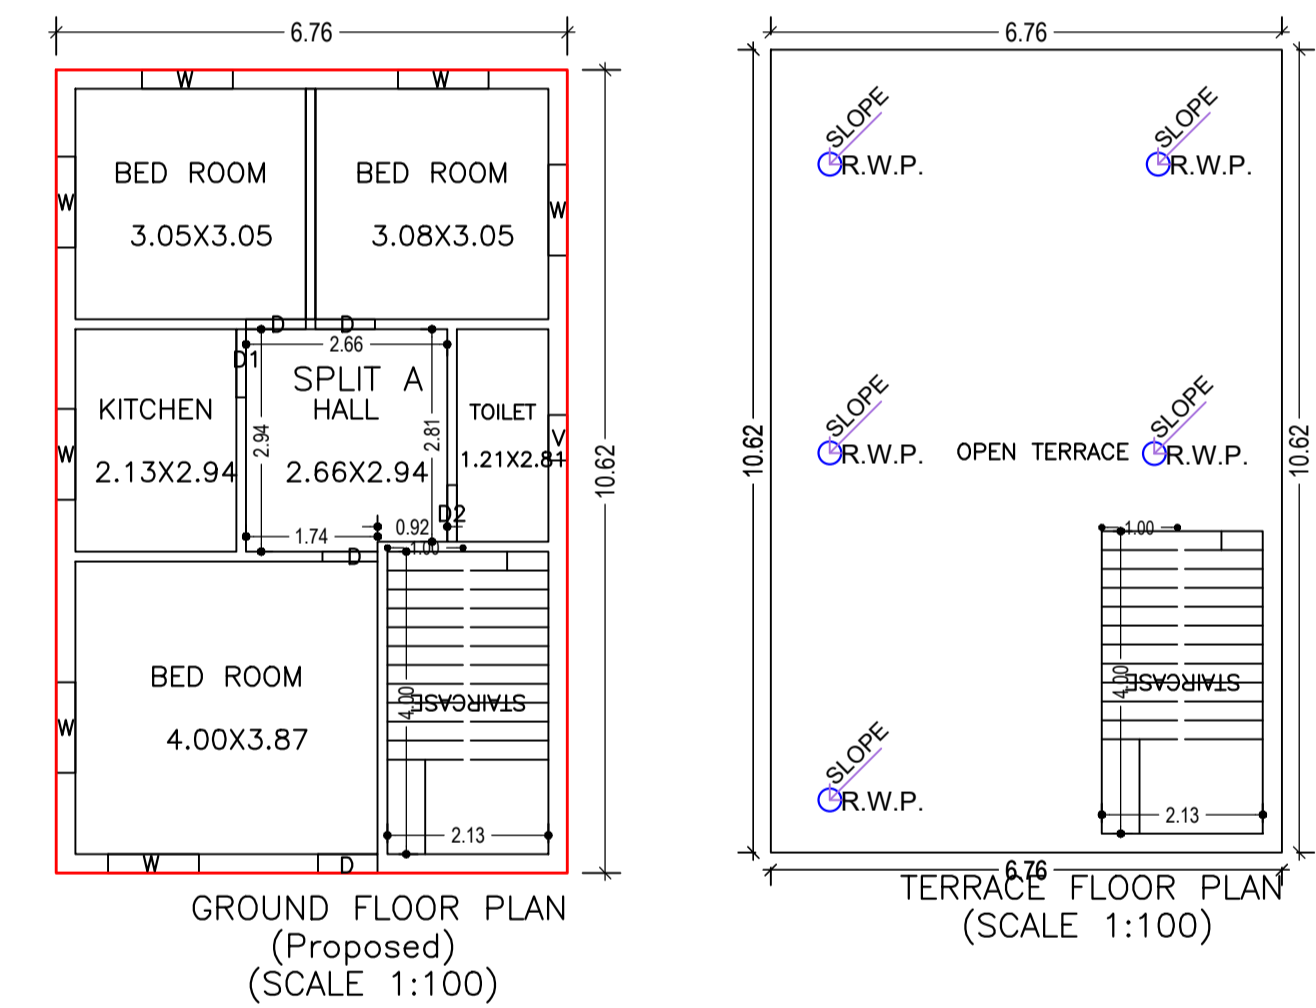 6.76
W
W
BED ROOM
BED ROOM
3.05X3.05
3.08X3.05
W
W
D
D
2.66
D1
SPLIT A
HALL
KITCHEN
TOILET
2.94
2.81
V
W
2.13X2.94
2.66X2.94
1.21X2.81
10.62
D2
1.74
0.92
1.00
D
BED ROOM
4.00X3.87
W
4.00
STAIRCASE
2.13
W
D
GROUND FLOOR PLAN
(Proposed)
(SCALE 1:100)
6.76
SLOPE
R.W.P.
SLOPE
R.W.P.
10.62
10.62
SLOPE
R.W.P.
OPEN TERRACE
SLOPE
R.W.P.
1.00
4.00
STAIRCASE
SLOPE
R.W.P.
2.13
6.76
TERRACE FLOOR PLAN
(SCALE 1:100)